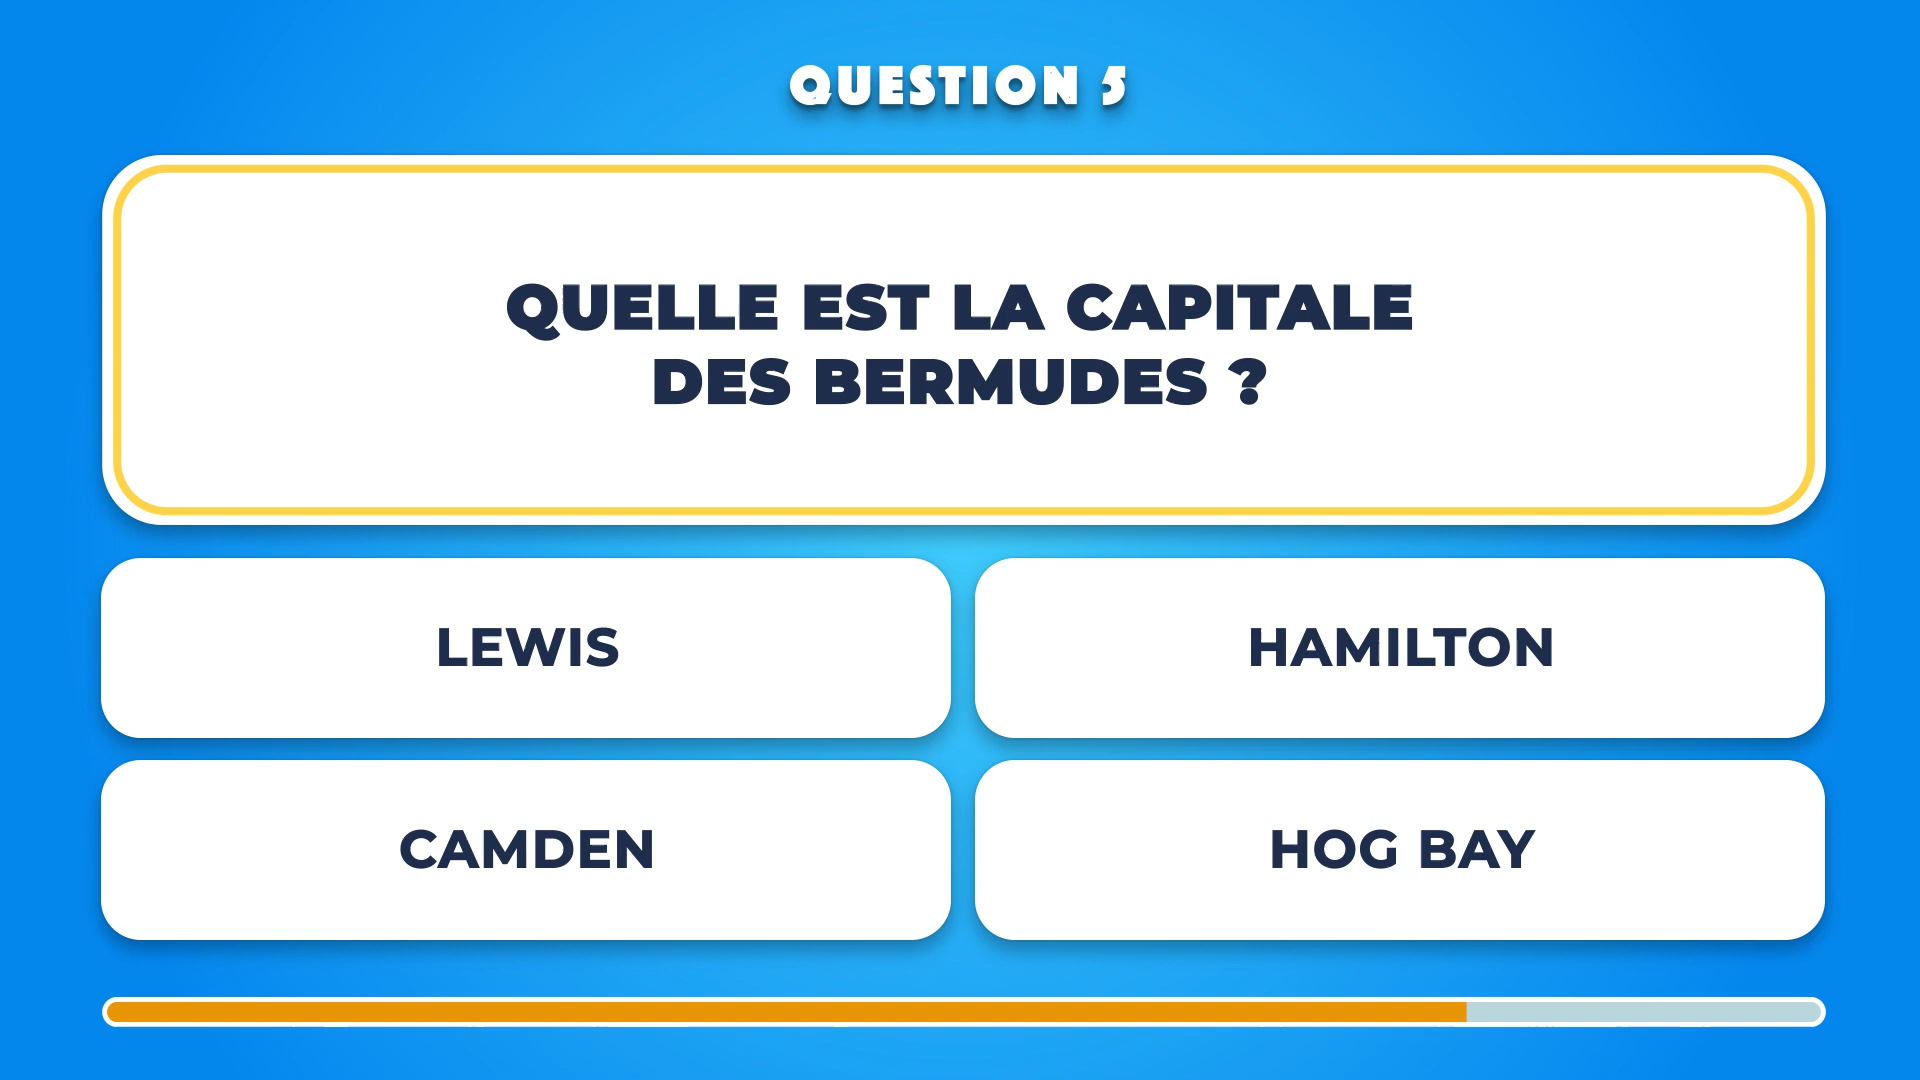 QUESTION 5
QUELLE EST LA CAPITALE
DES BERMUDES ?
LEWIS
HAMILTON
CAMDEN
HOG BAY